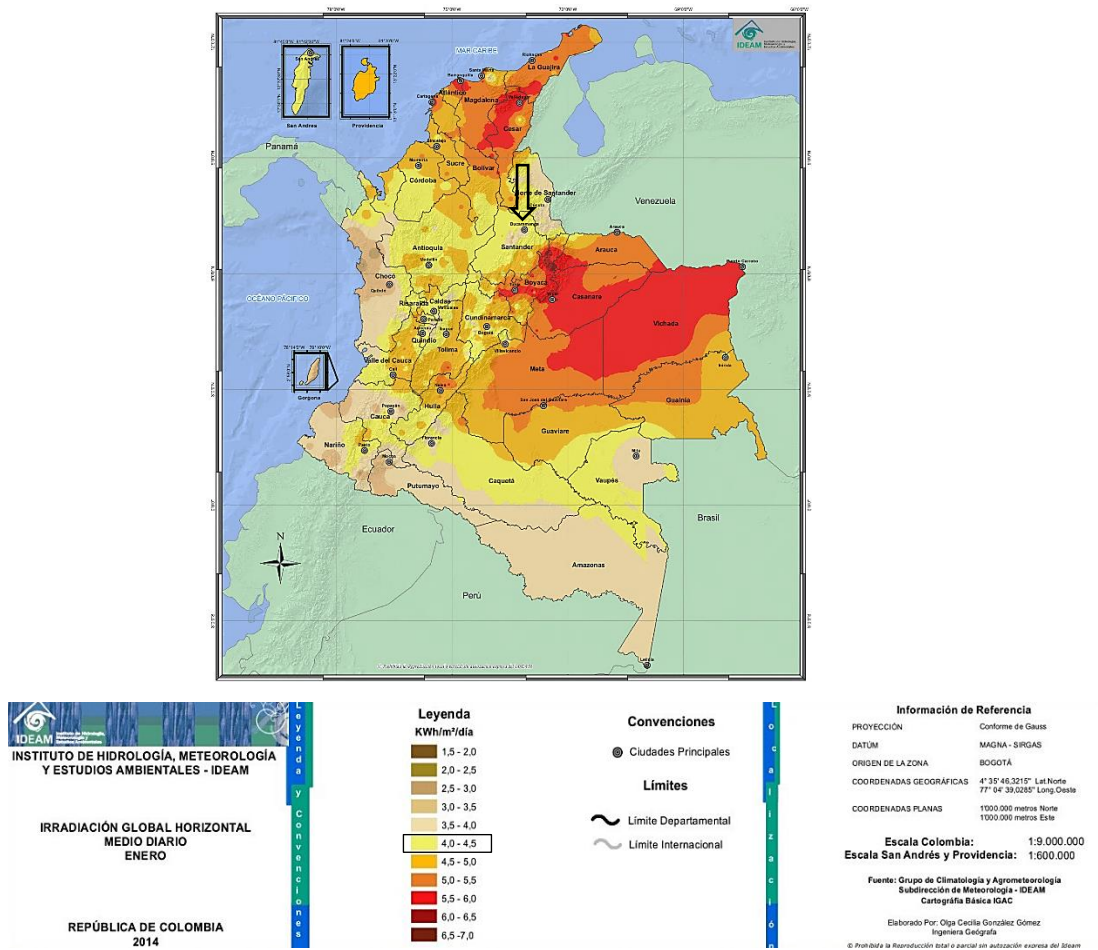 IDEAM
MAR CARIBE
San Andres
Providencia
Panamá
La Guajira
Atlántico
Magdalena
Cesar
Sucre
Bolívar
Córdoba
Norte de Santander
Venezuela
Bucaramanga
Santander
Arauca
Antioquia
Boyacá
Casanare
Chocó
OCÉANO PACÍFICO
Risaralda
Caldas
Cundinamarca
Vichada
Quindío
Tolima
Valle del Cauca
Meta
Gorgona
Huila
Cauca
Guainía
Guaviare
Nariño
Putumayo
Caquetá
Vaupés
Brasil
Ecuador
N
Amazonas
Perú
IDEAM
INSTITUTO DE HIDROLOGÍA, METEOROLOGÍA
Y ESTUDIOS AMBIENTALES - IDEAM
IRRADIACIÓN GLOBAL HORIZONTAL
MEDIO DIARIO
ENERO
REPÚBLICA DE COLOMBIA
2014
Leyenda y Convenciones
Leyenda
KWh/m²/día
1,5 - 2,0
2,0 - 2,5
2,5 - 3,0
3,0 - 3,5
3,5 - 4,0
4,0 - 4,5
4,5 - 5,0
5,0 - 5,5
5,5 - 6,0
6,0 - 6,5
6,5 -7,0
Convenciones
Ciudades Principales
Límites
Límite Departamental
Límite Internacional
Localización
Información de Referencia
PROYECCIÓN Conforme de Gauss
DATÚM MAGNA - SIRGAS
ORIGEN DE LA ZONA BOGOTÁ
COORDENADAS GEOGRÁFICAS 4° 35' 46,3215" Lat.Norte
77° 04' 39,0285" Long.Oeste
COORDENADAS PLANAS 1'000.000 metros Norte
1'000.000 metros Este
Escala Colombia: 1:9.000.000
Escala San Andrés y Providencia: 1:600.000
Fuente: Grupo de Climatología y Agrometeorología
Subdirección de Meteorología - IDEAM
Cartografía Básica IGAC
Elaborado Por: Olga Cecilia González Gómez
Ingeniera Geógrafa
© Prohibida la Reproducción total o parcial sin autozación expresa del Ideam